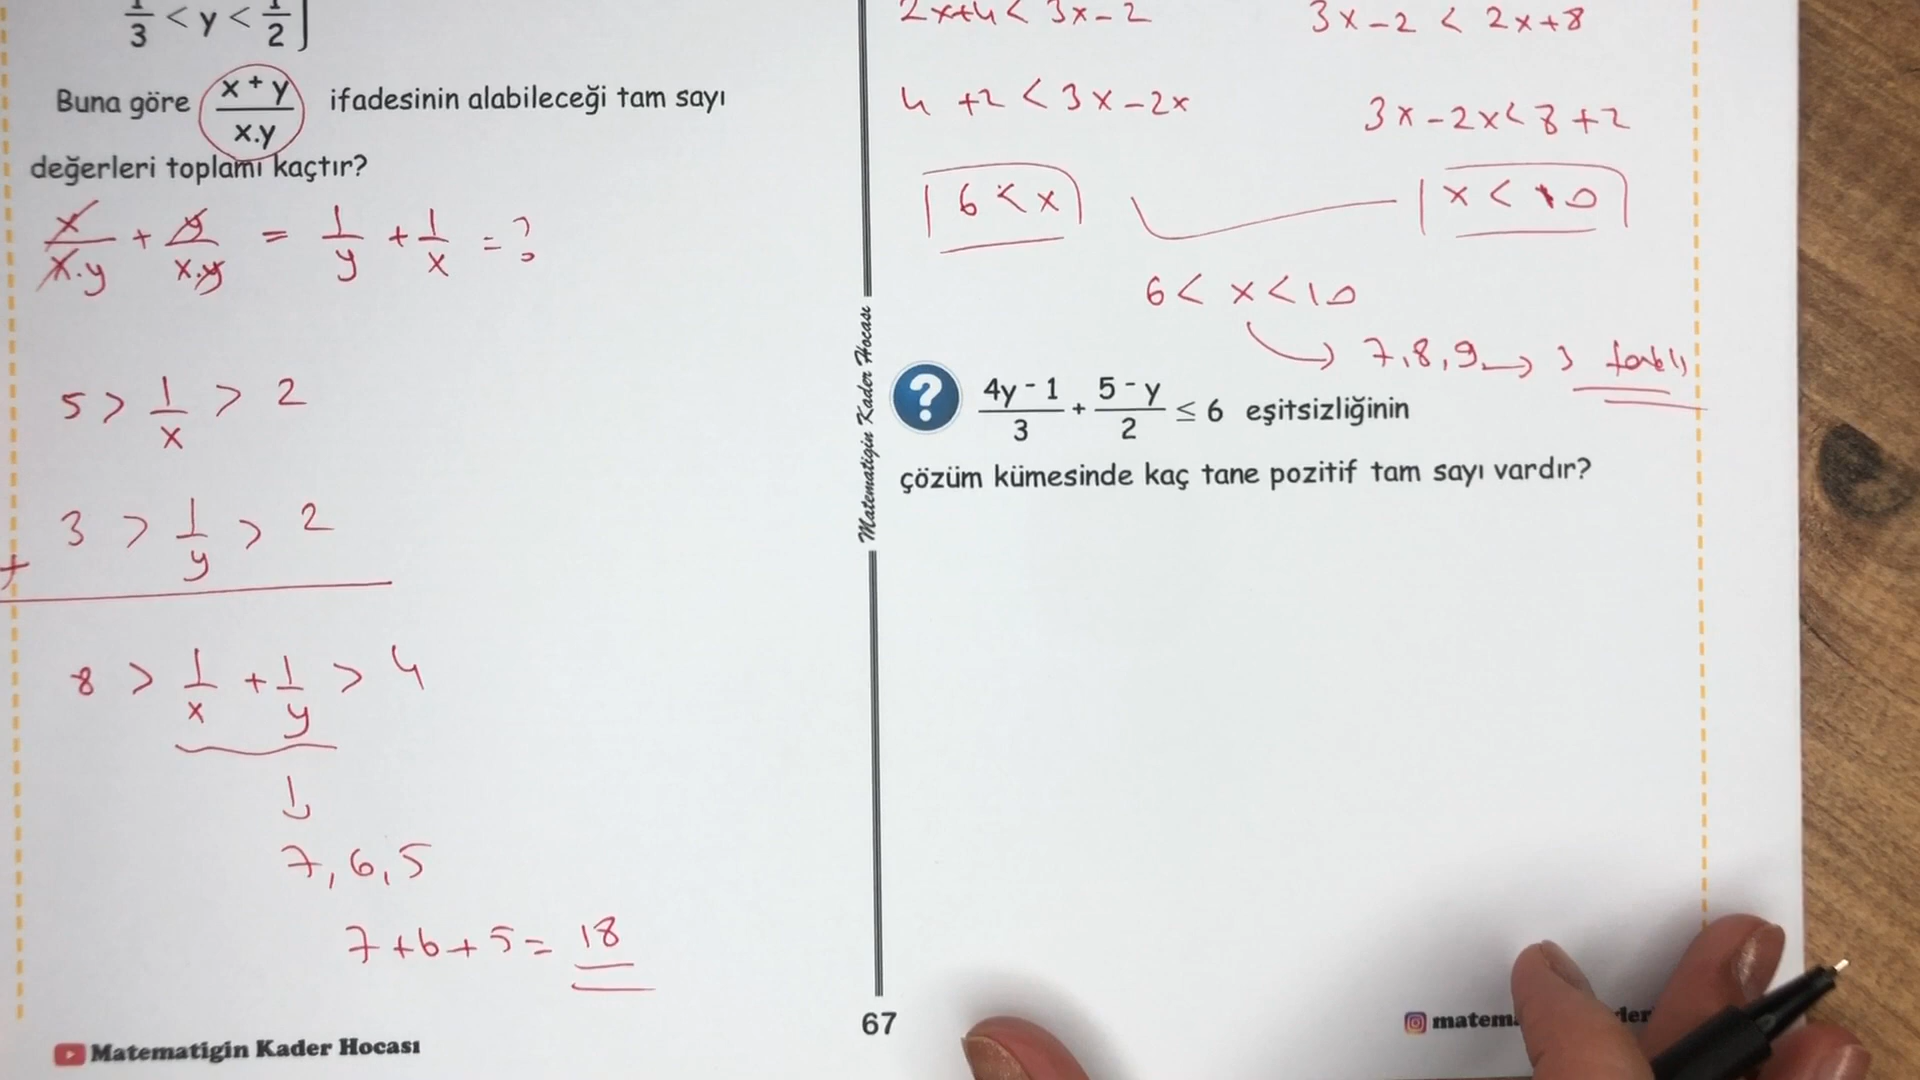 1/3 < y < 1/2
Buna göre (x + y)/(x.y) ifadesinin alabileceği tam sayı
değerleri toplamı kaçtır?
x/(x.y) + y/(x.y) = 1/y + 1/x = ?
5 > 1/x > 2
3 > 1/y > 2
+
8 > 1/x + 1/y > 4
7, 6, 5
7 + 6 + 5 = 18
Matematigin Kader Hocası
Matematigin Kader Hocası
67
2x+4 < 3x-2
3x-2 < 2x+8
4 +2 < 3x-2x
3x-2x < 8+2
6 < x
x < 10
6 < x < 10
7, 8, 9 → 3 farklı
? (4y - 1)/3 + (5 - y)/2 ≤ 6 eşitsizliğinin
çözüm kümesinde kaç tane pozitif tam sayı vardır?